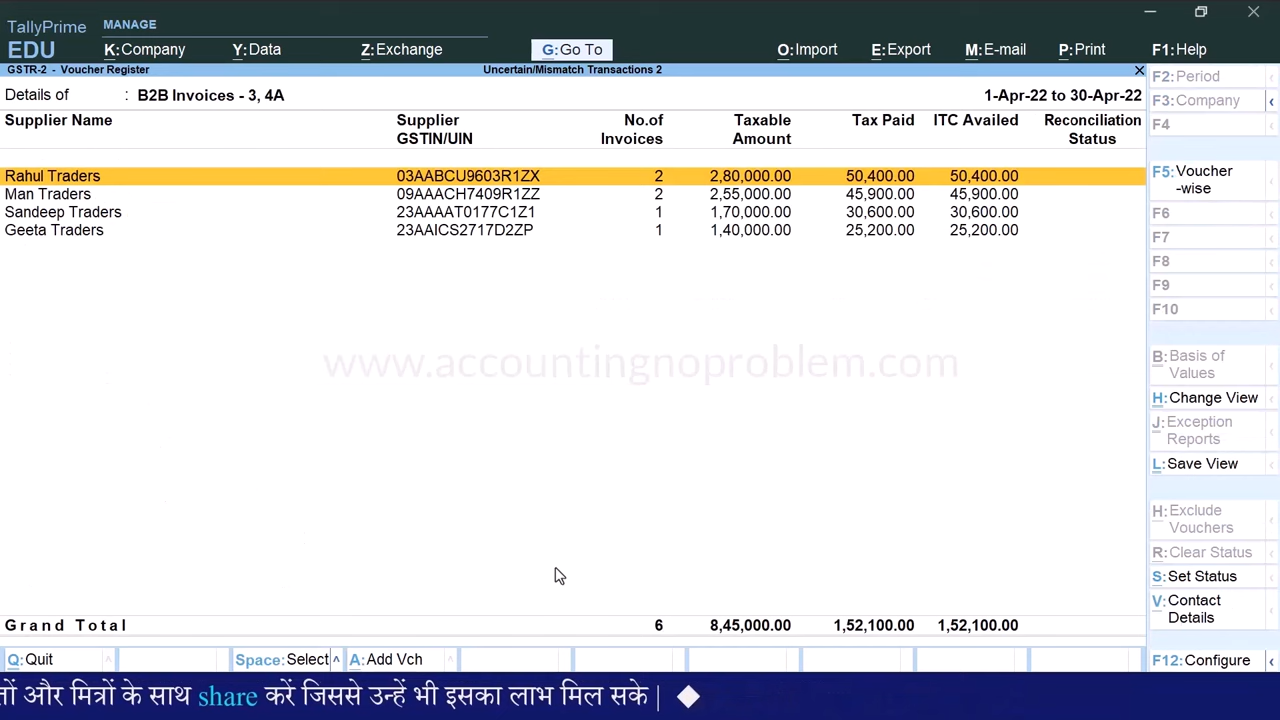 TallyPrime MANAGE
EDU K:Company Y:Data Z:Exchange G:Go To O:Import E:Export M:E-mail P:Print F1:Help
GSTR-2 - Voucher Register Uncertain/Mismatch Transactions 2
Details of : B2B Invoices - 3, 4A 1-Apr-22 to 30-Apr-22
Supplier Name Supplier No.of Taxable Tax Paid ITC Availed Reconciliation
GSTIN/UIN Invoices Amount Status
Rahul Traders 03AABCU9603R1ZX 2 2,80,000.00 50,400.00 50,400.00
Man Traders 09AAACH7409R1ZZ 2 2,55,000.00 45,900.00 45,900.00
Sandeep Traders 23AAAAT0177C1Z1 1 1,70,000.00 30,600.00 30,600.00
Geeta Traders 23AAICS2717D2ZP 1 1,40,000.00 25,200.00 25,200.00
www.accountingnoproblem.com
Grand Total 6 8,45,000.00 1,52,100.00 1,52,100.00
F2:Period
F3:Company
F4
F5:Voucher
-wise
F6
F7
F8
F9
F10
B:Basis of
Values
H:Change View
J:Exception
Reports
L:Save View
H:Exclude
Vouchers
R:Clear Status
S:Set Status
V:Contact
Details
F12:Configure
Q:Quit Space:Select A:Add Vch
तों और मित्रों के साथ share करें जिससे उन्हें भी इसका लाभ मिल सके |